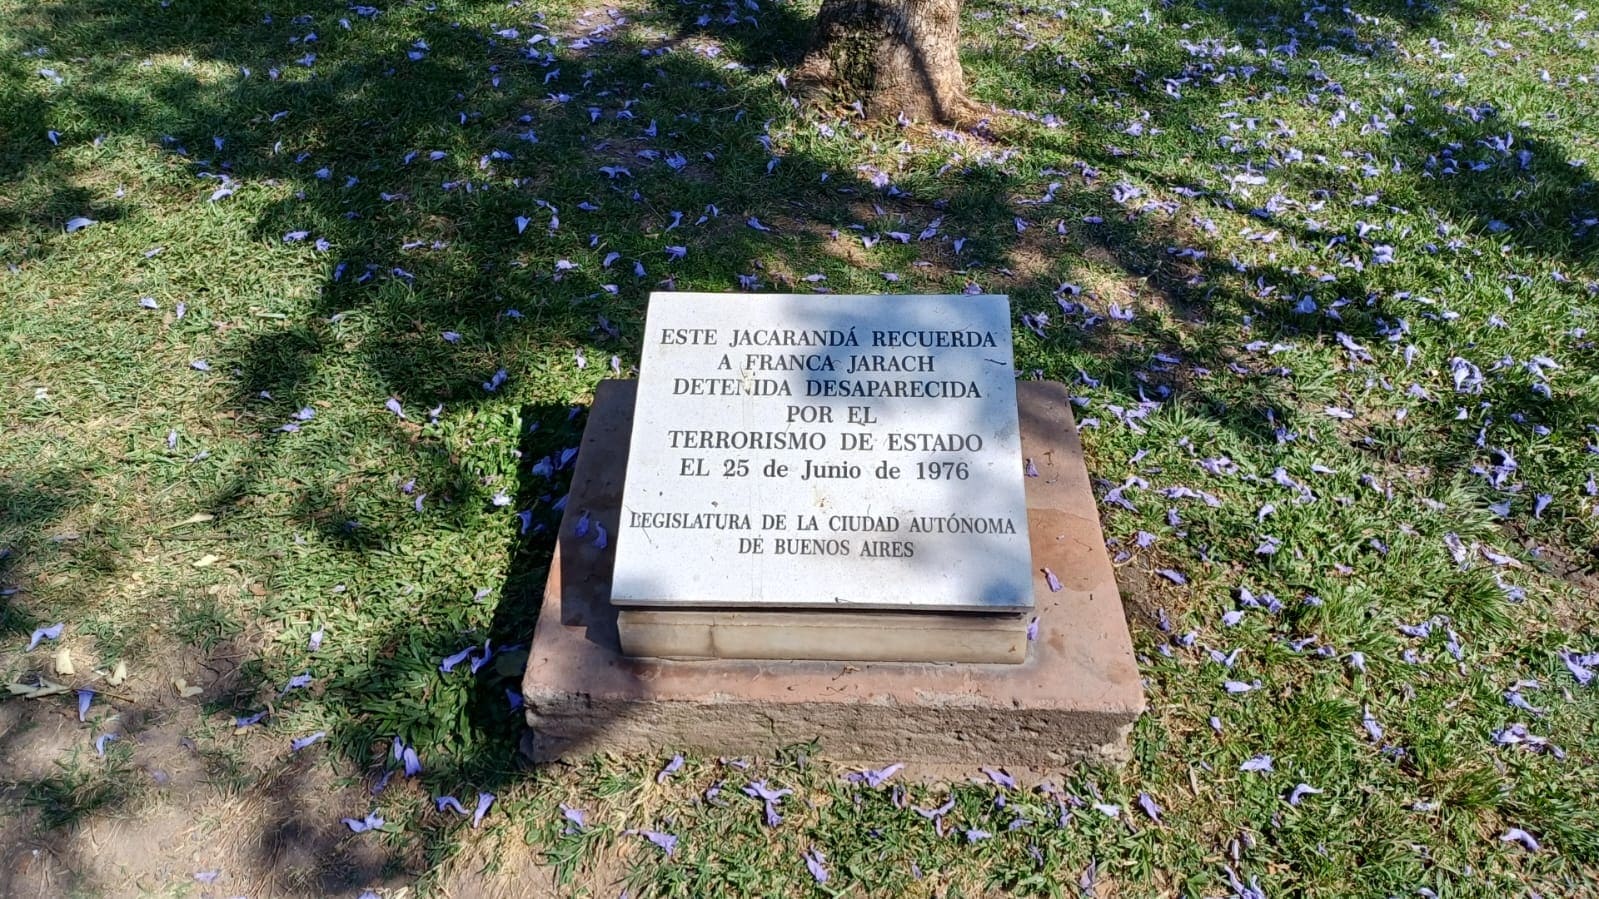 ESTE JACARANDÁ RECUERDA
A FRANCA JARACH
DETENIDA DESAPARECIDA
POR EL
TERRORISMO DE ESTADO
EL 25 de Junio de 1976
LEGISLATURA DE LA CIUDAD AUTÓNOMA
DE BUENOS AIRES